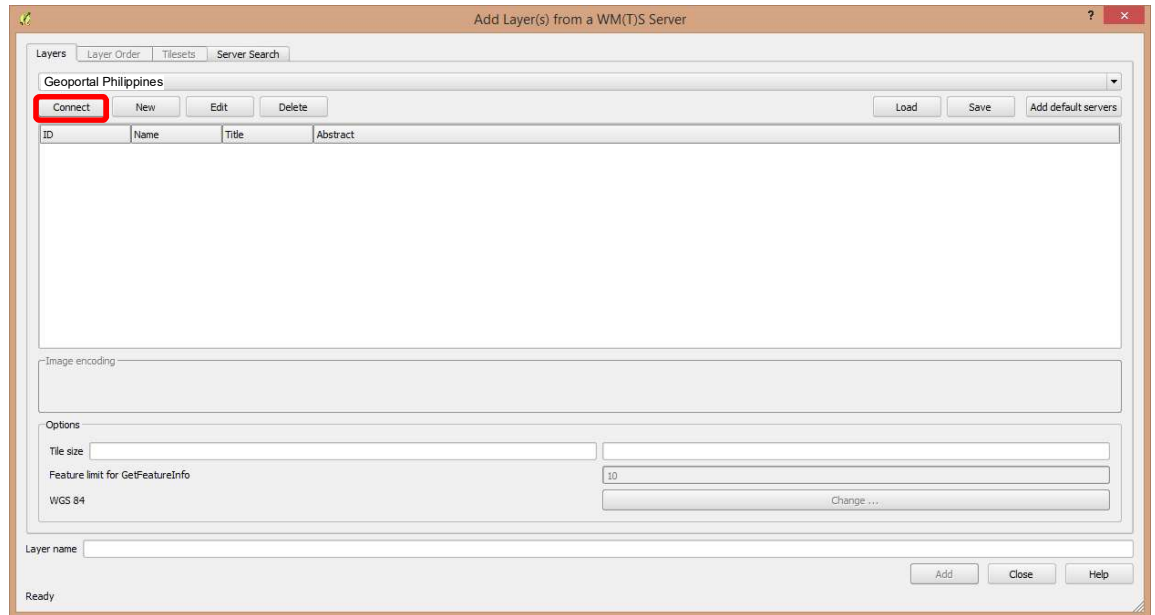 Add Layer(s) from a WM(T)S Server ?
Layers Layer Order Tilesets Server Search
Geoportal Philippines
Connect New Edit Delete Load Save Add default servers
ID Name Title Abstract
Image encoding
Options
Tile size
Feature limit for GetFeatureInfo 10
WGS 84 Change ...
Layer name
Add Close Help
Ready